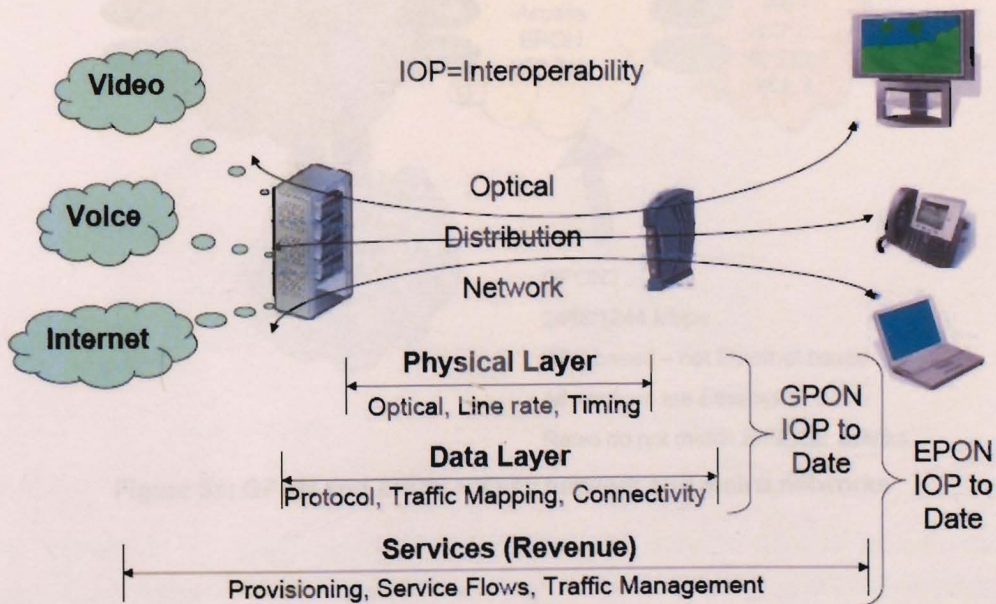 Video
IOP=Interoperability
Optical
Voice
Distribution
Network
Internet
Physical Layer
Optical, Line rate, Timing
GPON
IOP to
Date
Data Layer
Protocol, Traffic Mapping, Connectivity
EPON
IOP to
Date
Services (Revenue)
Provisioning, Service Flows, Traffic Management